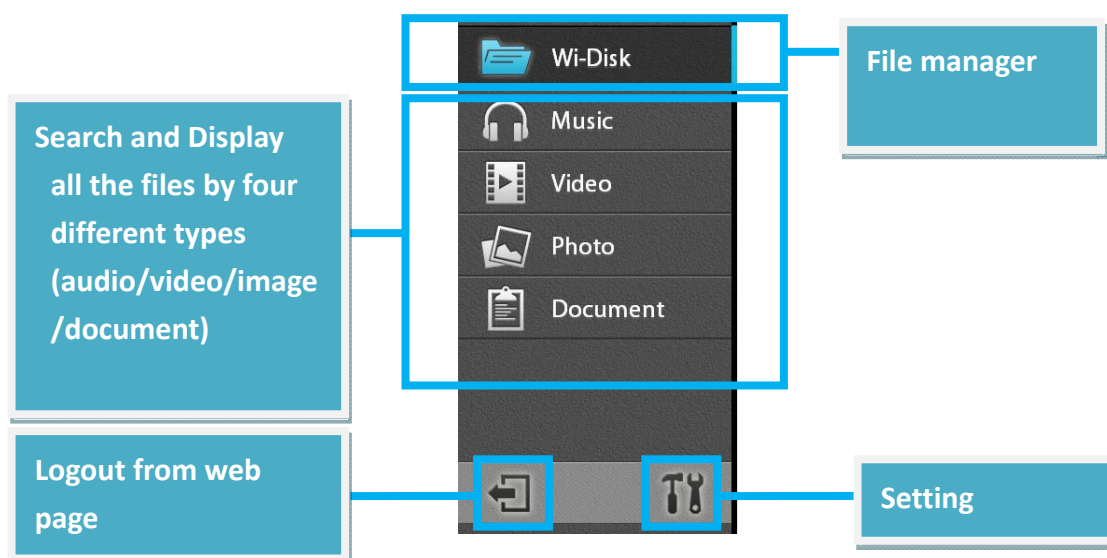 Wi-Disk
File manager
Search and Display
all the files by four
different types
(audio/video/image
/document)
Music
Video
Photo
Document
Logout from web
page
Setting